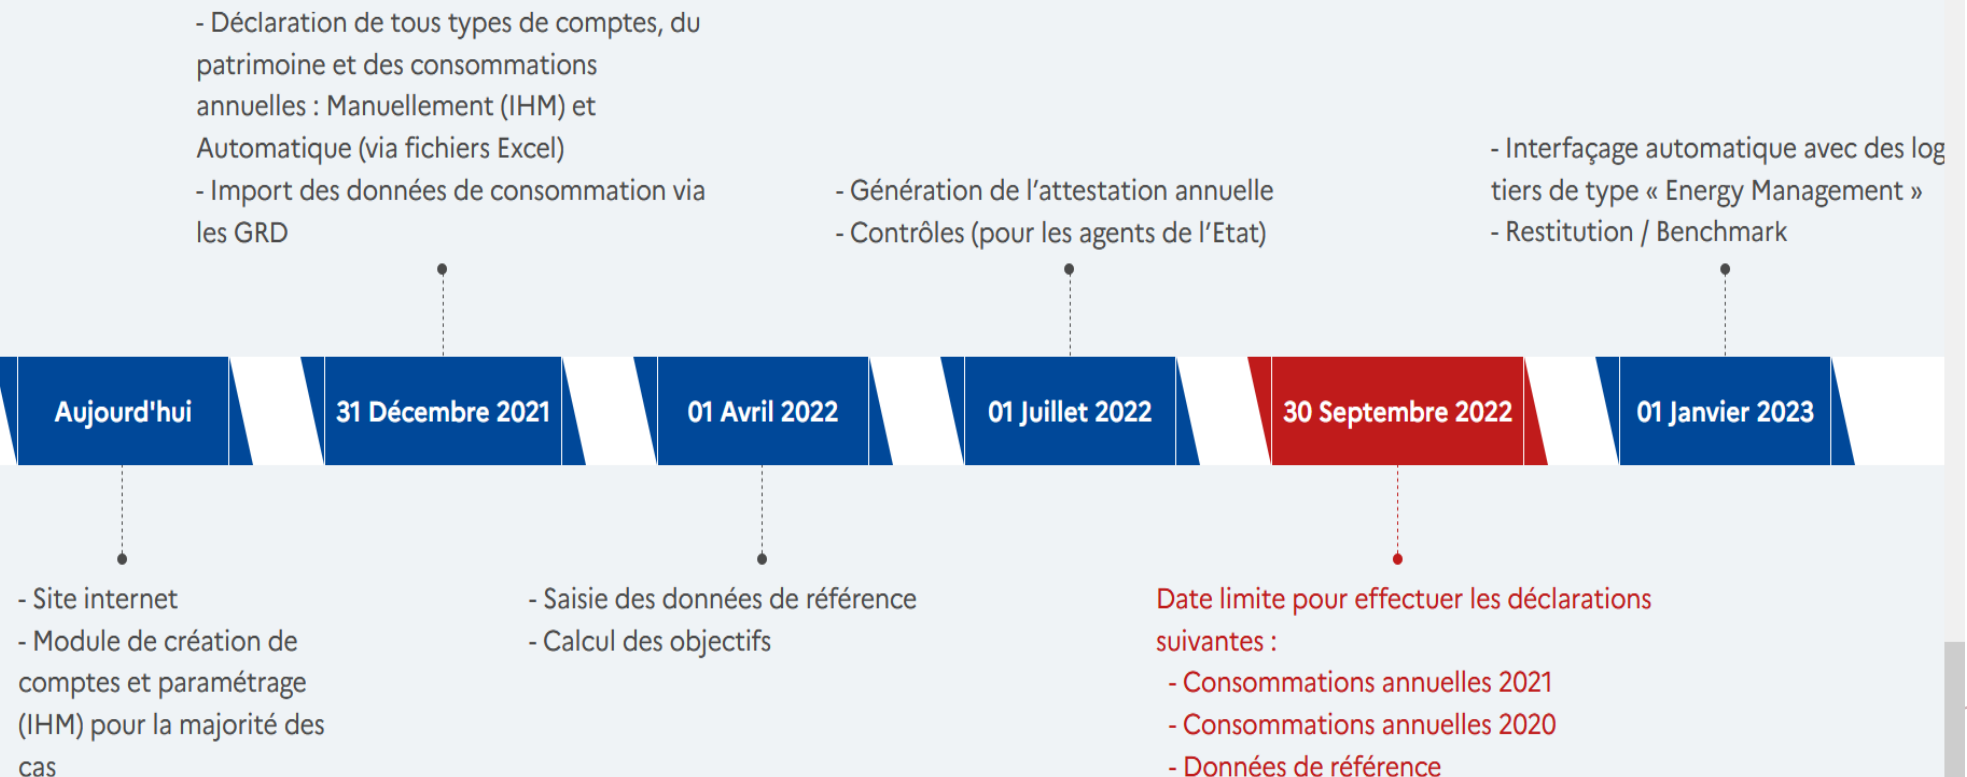 - Déclaration de tous types de comptes, du
patrimoine et des consommations
annuelles : Manuellement (IHM) et
Automatique (via fichiers Excel)
- Import des données de consommation via
les GRD
- Génération de l'attestation annuelle
- Contrôles (pour les agents de l'Etat)
- Interfaçage automatique avec des log
tiers de type « Energy Management »
- Restitution / Benchmark
Aujourd'hui
31 Décembre 2021
01 Avril 2022
01 Juillet 2022
30 Septembre 2022
01 Janvier 2023
- Site internet
- Module de création de
comptes et paramétrage
(IHM) pour la majorité des
cas
- Saisie des données de référence
- Calcul des objectifs
Date limite pour effectuer les déclarations
suivantes :
- Consommations annuelles 2021
- Consommations annuelles 2020
- Données de référence